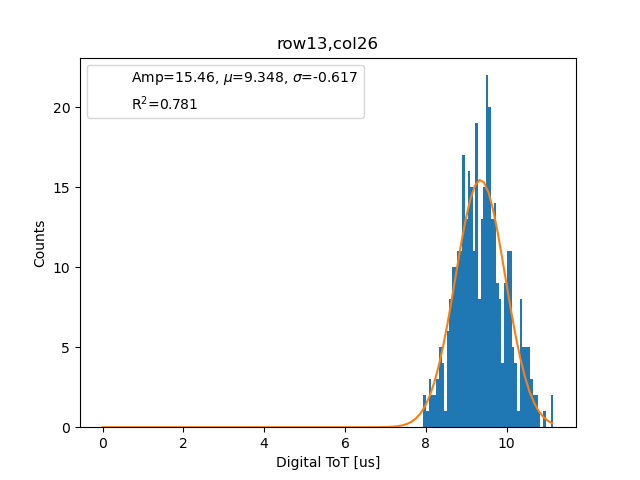 row13,col26
Amp=15.46, μ=9.348, σ=-0.617
R²=0.781
Counts
20
15
10
5
0
0 2 4 6 8 10
Digital ToT [us]